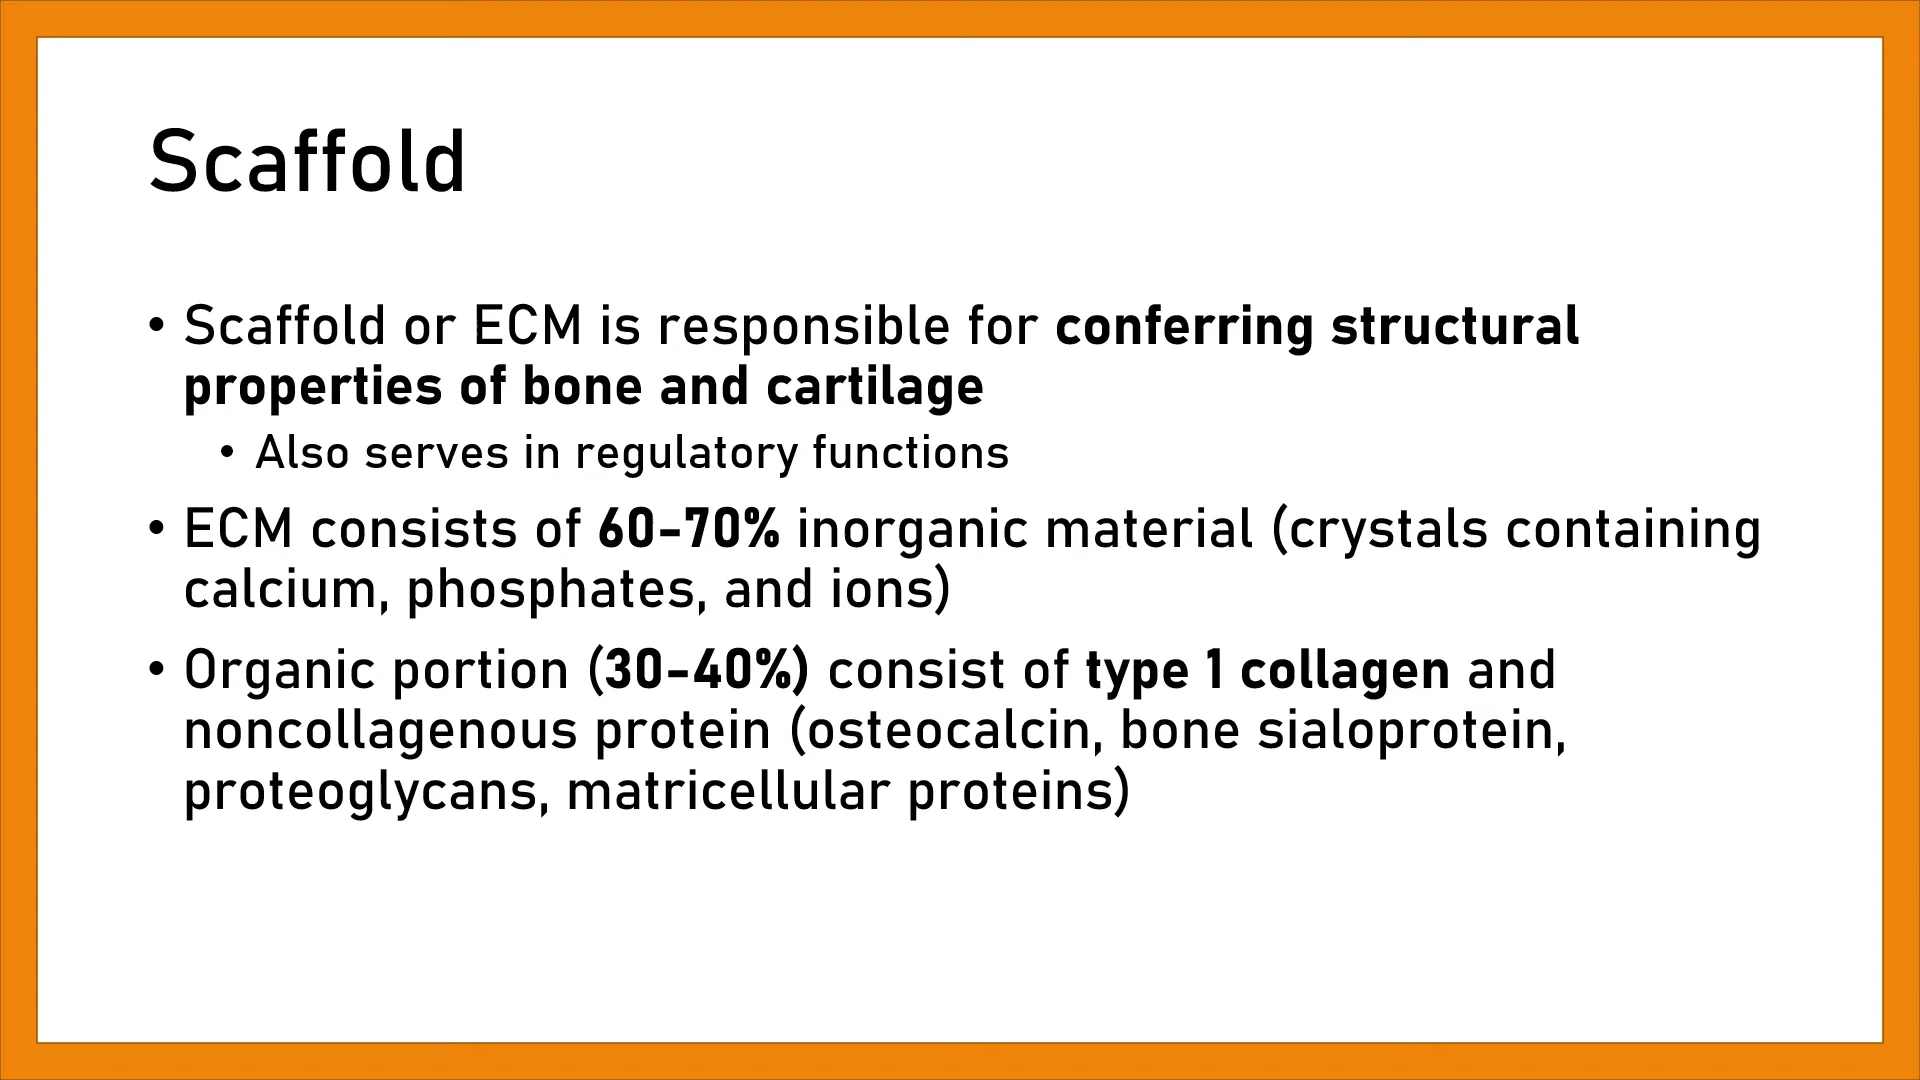 Scaffold
• Scaffold or ECM is responsible for conferring structural
properties of bone and cartilage
• Also serves in regulatory functions
• ECM consists of 60-70% inorganic material (crystals containing
calcium, phosphates, and ions)
• Organic portion (30-40%) consist of type 1 collagen and
noncollagenous protein (osteocalcin, bone sialoprotein,
proteoglycans, matricellular proteins)